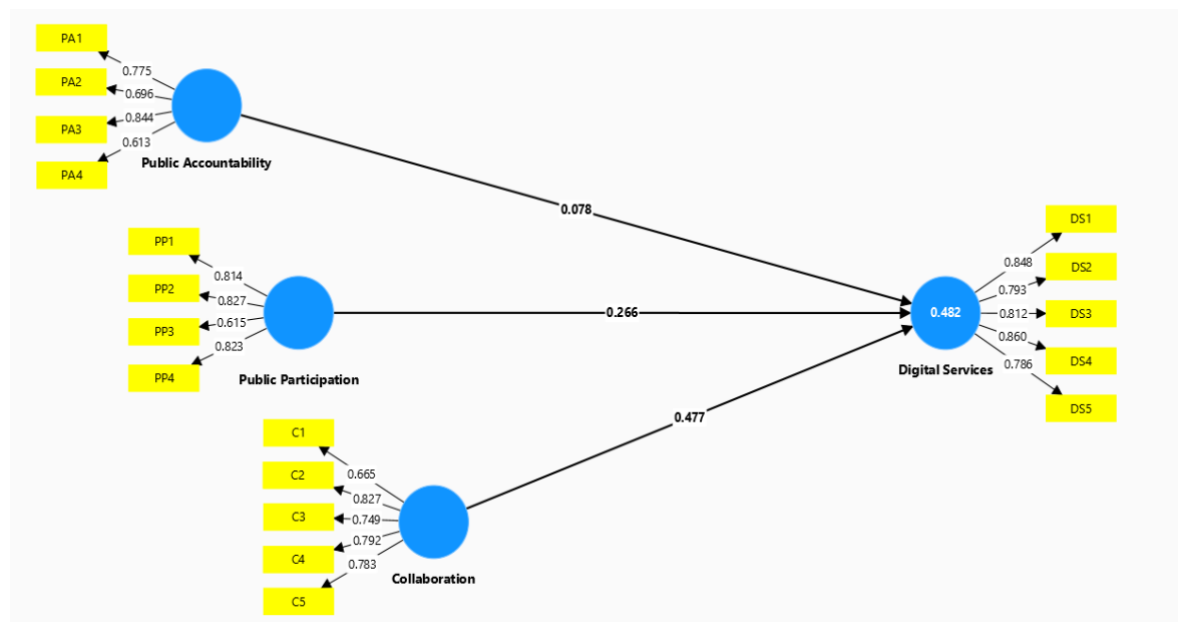 PA1
0.775
PA2
0.696
PA3
0.844
0.613
PA4
Public Accountability
0.078
PP1
0.814
PP2
0.827
PP3
0.615
0.823
PP4
Public Participation
0.266
C1
0.665
C2
0.827
C3
0.749
0.792
C4
0.783
C5
Collaboration
0.477
0.482
Digital Services
DS1
0.848
DS2
0.793
0.812
DS3
0.860
DS4
0.786
DS5